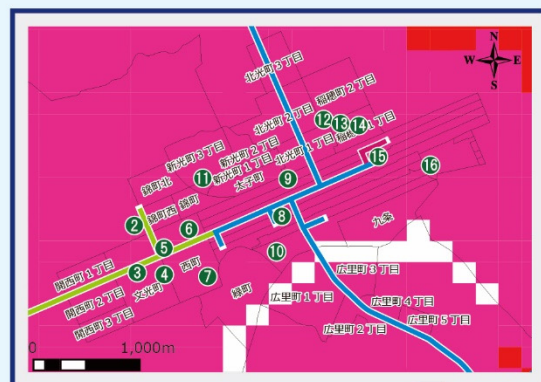 N
W E
S
北光町3丁目
稲穂町2丁目
北光町2丁目
⑫ ⑬ ⑭
稲穂町1丁目
新光町3丁目
新光町2丁目
北光町1丁目
⑮
新光町1丁目
⑯
⑪
太子町
⑨
錦町北
② 錦町西 錦町
⑥
⑧
九条
⑤
⑩
関西町1丁目
③ ④ 西町
⑦
広里町3丁目
関西町2丁目
文光町
緑町
広里町1丁目
広里町4丁目
関西町3丁目
広里町2丁目
広里町5丁目
0 1,000m